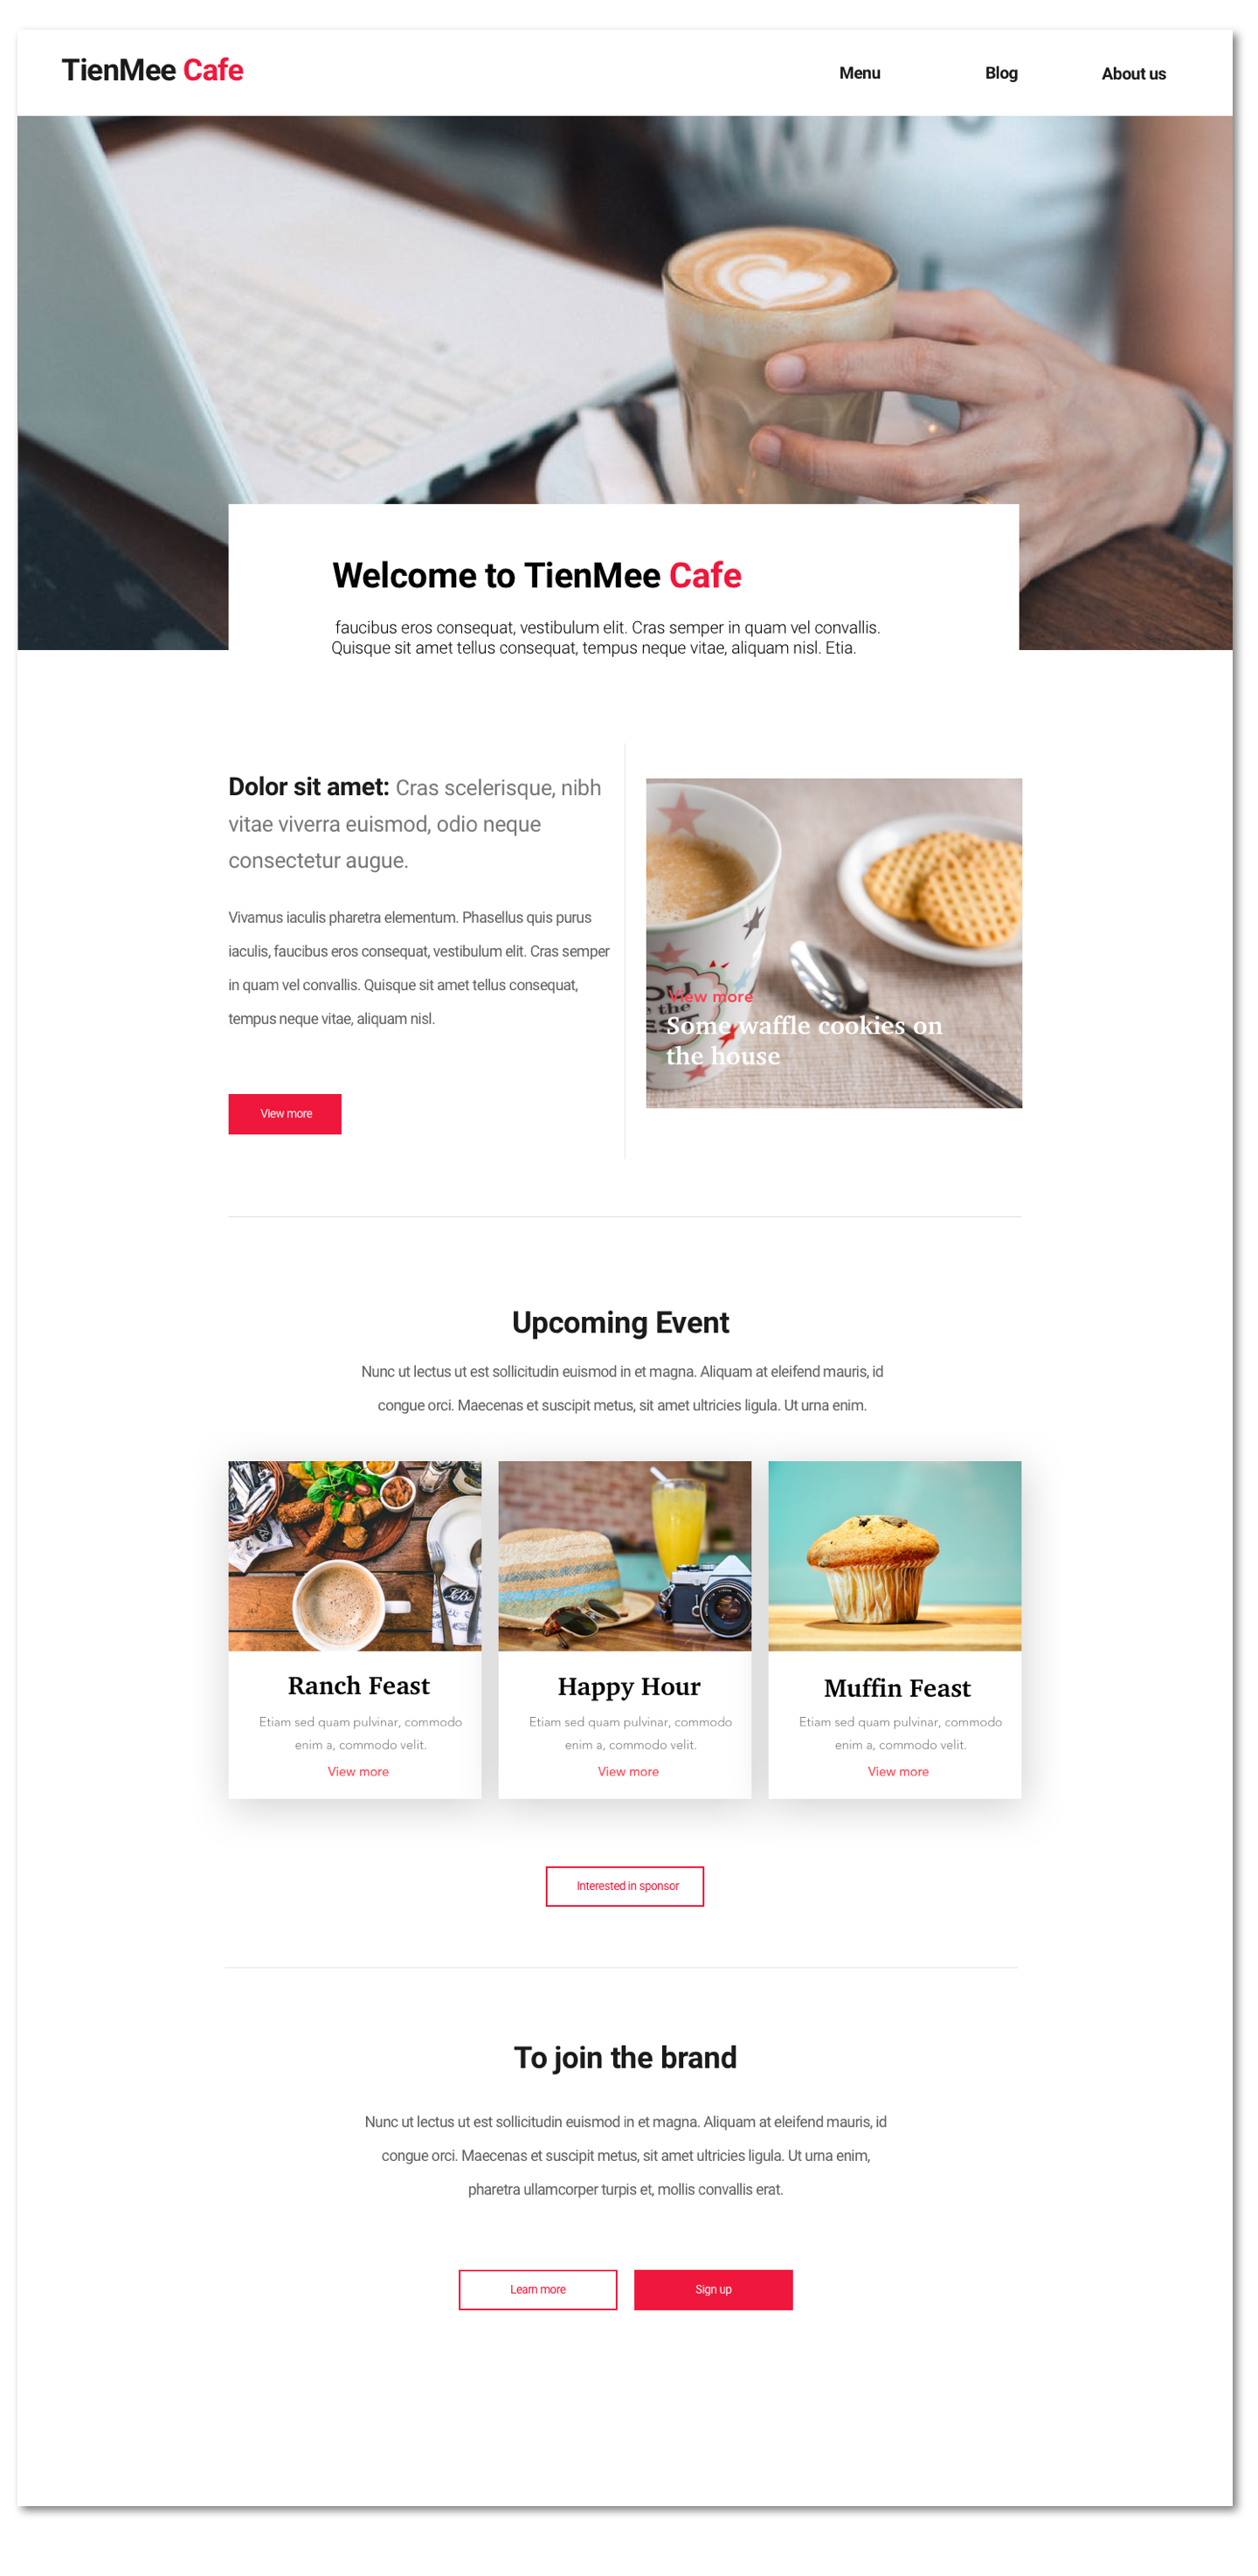 TienMee Cafe
Menu
Blog
About us
Welcome to TienMee Cafe
faucibus eros consequat, vestibulum elit. Cras semper in quam vel convallis.
Quisque sit amet tellus consequat, tempus neque vitae, aliquam nisl. Etia.
Dolor sit amet: Cras scelerisque, nibh
vitae viverra euismod, odio neque
consectetur augue.
Vivamus iaculis pharetra elementum. Phasellus quis purus
iaculis, faucibus eros consequat, vestibulum elit. Cras semper
in quam vel convallis. Quisque sit amet tellus consequat,
tempus neque vitae, aliquam nisl.
View more
View more
Some waffle cookies on
the house
Upcoming Event
Nunc ut lectus ut est sollicitudin euismod in et magna. Aliquam at eleifend mauris, id
congue orci. Maecenas et suscipit metus, sit amet ultricies ligula. Ut urna enim.
Ranch Feast
Etiam sed quam pulvinar, commodo
enim a, commodo velit.
View more
Happy Hour
Etiam sed quam pulvinar, commodo
enim a, commodo velit.
View more
Muffin Feast
Etiam sed quam pulvinar, commodo
enim a, commodo velit.
View more
Interested in sponsor
To join the brand
Nunc ut lectus ut est sollicitudin euismod in et magna. Aliquam at eleifend mauris, id
congue orci. Maecenas et suscipit metus, sit amet ultricies ligula. Ut urna enim,
pharetra ullamcorper turpis et, mollis convallis erat.
Learn more
Sign up